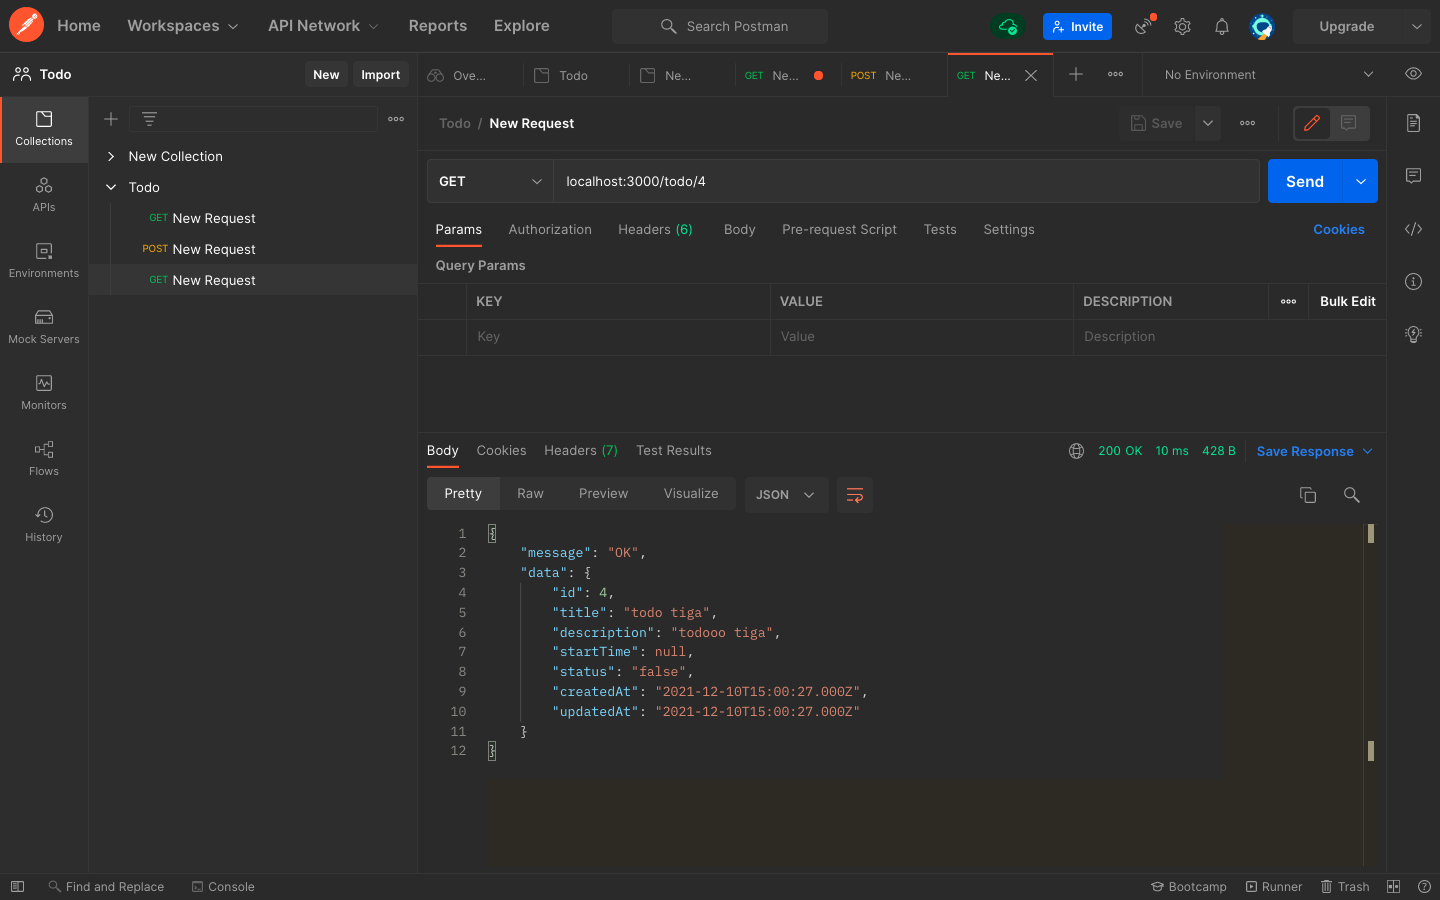 Home Workspaces API Network Reports Explore Search Postman Invite Upgrade
Todo New Import Ove... Todo Ne... GET Ne... POST Ne... GET Ne... No Environment
Collections
APIs
Environments
Mock Servers
Monitors
Flows
History
New Collection
Todo
GET New Request
POST New Request
GET New Request
Todo / New Request Save
GET localhost:3000/todo/4 Send
Params Authorization Headers (6) Body Pre-request Script Tests Settings Cookies
Query Params
KEY VALUE DESCRIPTION Bulk Edit
Key Value Description
Body Cookies Headers (7) Test Results 200 OK 10 ms 428 B Save Response
Pretty Raw Preview Visualize JSON
1 {
2 "message": "OK",
3 "data": {
4 "id": 4,
5 "title": "todo tiga",
6 "description": "todooo tiga",
7 "startTime": null,
8 "status": "false",
9 "createdAt": "2021-12-10T15:00:27.000Z",
10 "updatedAt": "2021-12-10T15:00:27.000Z"
11 }
12 }
Find and Replace Console Bootcamp Runner Trash